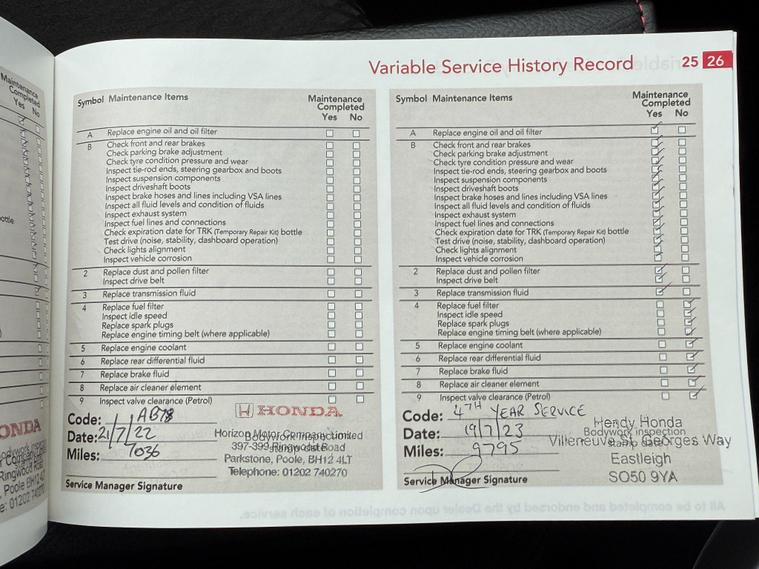 Variable Service History Record 25 26
Symbol Maintenance Items Maintenance Completed Yes No
A Replace engine oil and oil filter
B Check front and rear brakes
Check parking brake adjustment
Check tyre condition pressure and wear
Inspect tie-rod ends, steering gearbox and boots
Inspect suspension components
Inspect driveshaft boots
Inspect brake hoses and lines including VSA lines
Inspect all fluid levels and condition of fluids
Inspect exhaust system
Inspect fuel lines and connections
Check expiration date for TRK (Temporary Repair Kit) bottle
Test drive (noise, stability, dashboard operation)
Check lights alignment
Inspect vehicle corrosion
2 Replace dust and pollen filter
Inspect drive belt
3 Replace transmission fluid
4 Replace fuel filter
Inspect idle speed
Replace spark plugs
Replace engine timing belt (where applicable)
5 Replace engine coolant
6 Replace rear differential fluid
7 Replace brake fluid
8 Replace air cleaner element
9 Inspect valve clearance (Petrol)
Code:
Date: 21/7/22
Miles: 7036
Service Manager Signature
HONDA
Horizon Motor Company Limited
Bodywork inspection
397-399 Ringwood Road
stamp date
Parkstone, Poole, BH12 4LT
Telephone: 01202 740270
Symbol Maintenance Items Maintenance Completed Yes No
A Replace engine oil and oil filter
B Check front and rear brakes
Check parking brake adjustment
Check tyre condition pressure and wear
Inspect tie-rod ends, steering gearbox and boots
Inspect suspension components
Inspect driveshaft boots
Inspect brake hoses and lines including VSA lines
Inspect all fluid levels and condition of fluids
Inspect exhaust system
Inspect fuel lines and connections
Check expiration date for TRK (Temporary Repair Kit) bottle
Test drive (noise, stability, dashboard operation)
Check lights alignment
Inspect vehicle corrosion
2 Replace dust and pollen filter
Inspect drive belt
3 Replace transmission fluid
4 Replace fuel filter
Inspect idle speed
Replace spark plugs
Replace engine timing belt (where applicable)
5 Replace engine coolant
6 Replace rear differential fluid
7 Replace brake fluid
8 Replace air cleaner element
9 Inspect valve clearance (Petrol)
Code: 4TH YEAR SERVICE
Date: 19/7/23
Miles: 9795
Service Manager Signature
Hendy Honda
Bodywork inspection
Villeneuve St. Georges Way
stamp date
Eastleigh
SO50 9YA